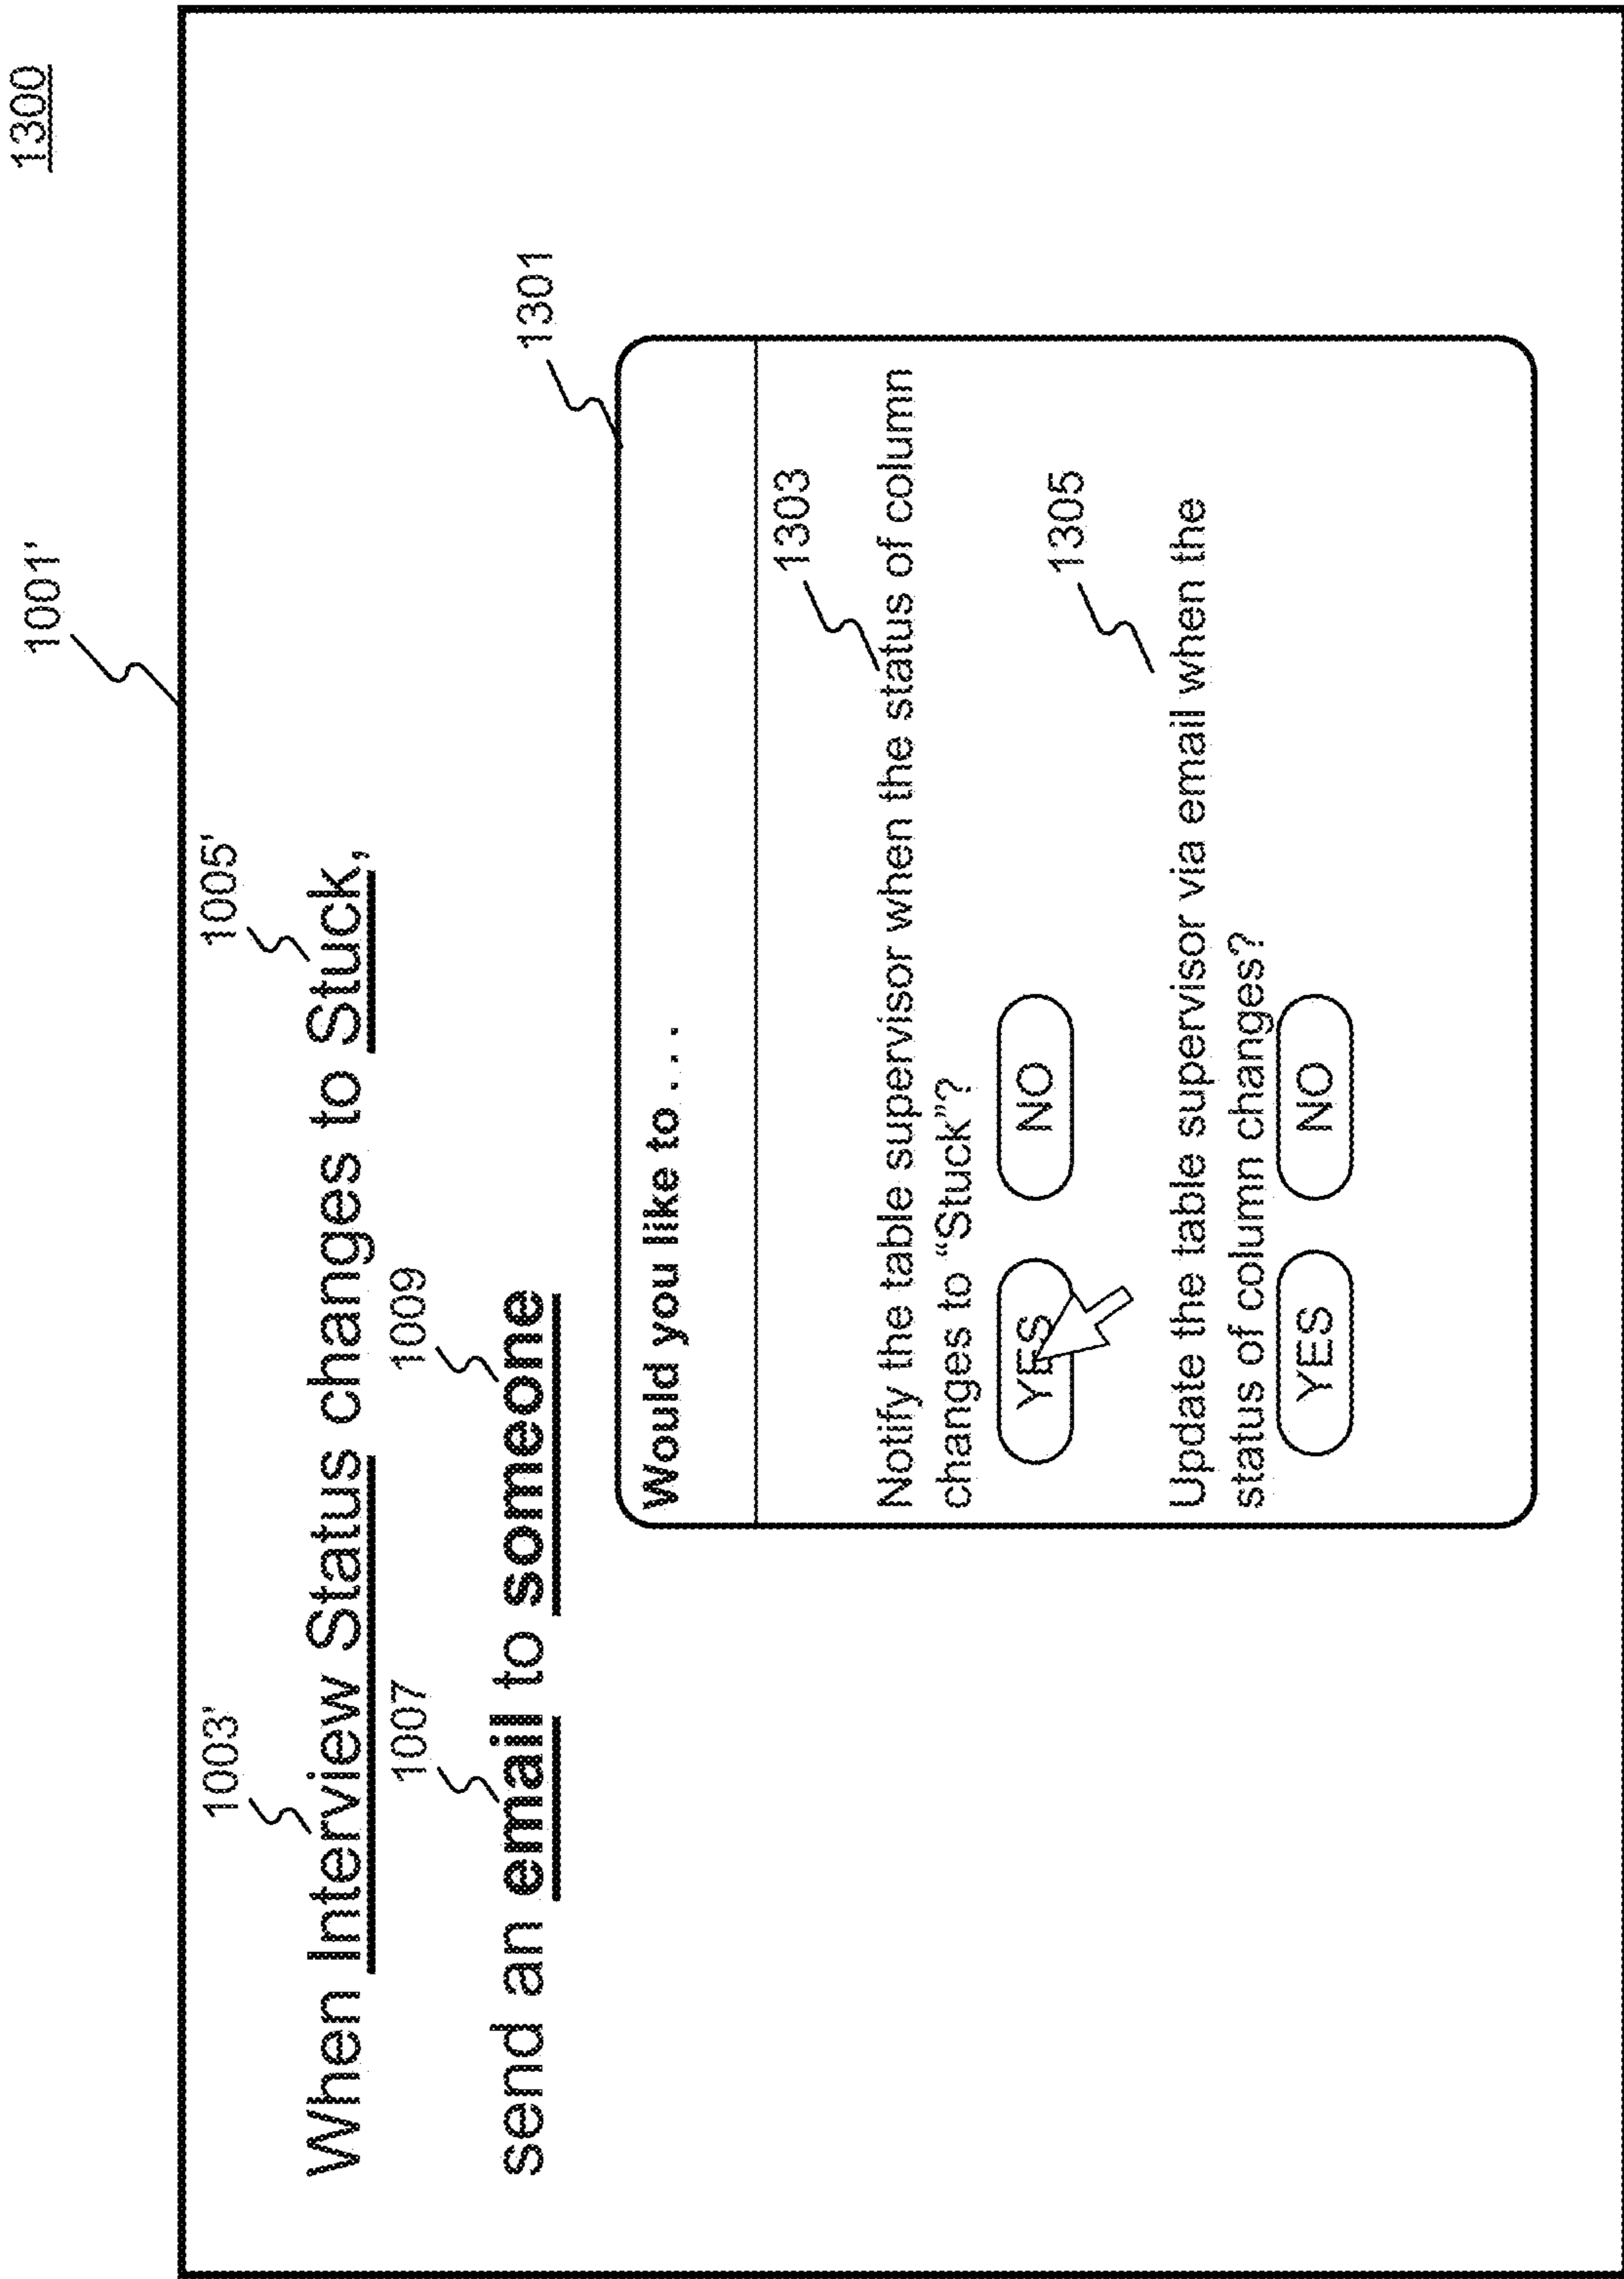 1300
1001'
1003'
1005'
When Interview Status changes to Stuck,
1007
1009
send an email to someone
1301
Would you like to . . .
1303
Notify the table supervisor when the status of column
changes to “Stuck”?
YES NO
1305
Update the table supervisor via email when the
status of column changes?
YES NO